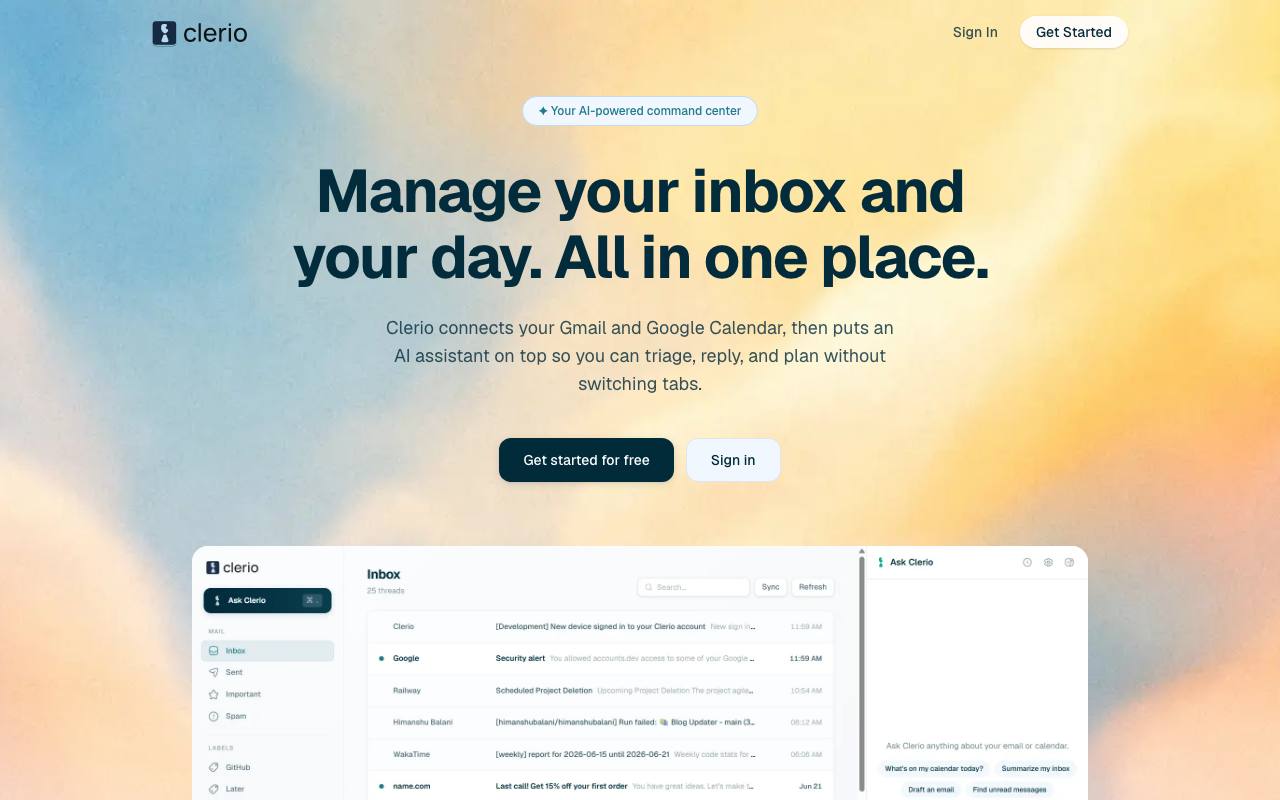 clerio
Sign In
Get Started
✦ Your AI-powered command center
Manage your inbox and
your day. All in one place.
Clerio connects your Gmail and Google Calendar, then puts an
AI assistant on top so you can triage, reply, and plan without
switching tabs.
Get started for free
Sign in
clerio
Ask Clerio
⌘ .
MAIL
Inbox
Sent
Important
Spam
LABELS
GitHub
Later
Inbox
25 threads
Search...
Sync
Refresh
Clerio [Development] New device signed in to your Clerio account New sign in... 11:59 AM
Google Security alert You allowed accounts.dev access to some of your Google ... 11:59 AM
Railway Scheduled Project Deletion Upcoming Project Deletion The project agile... 10:54 AM
Himanshu Balani [himanshubalani/himanshubalani] Run failed: Blog Updater - main (3... 08:12 AM
WakaTime [weekly] report for 2026-06-15 until 2026-06-21 Weekly code stats for ... 06:06 AM
name.com Last call! Get 15% off your first order You have great ideas. Let's make ... Jun 21
Ask Clerio
Ask Clerio anything about your email or calendar.
What's on my calendar today?
Summarize my inbox
Draft an email
Find unread messages